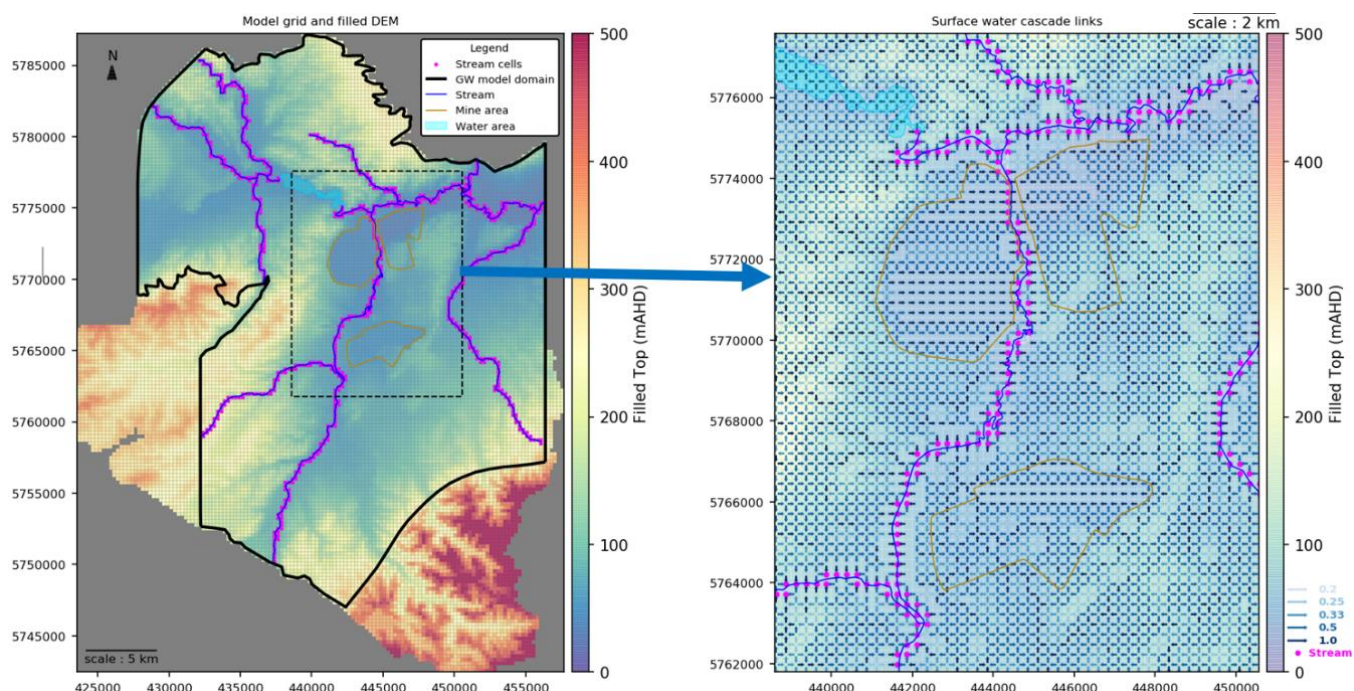 Model grid and filled DEM
N
Legend
Stream cells
GW model domain
Stream
Mine area
Water area
5785000
5780000
5775000
5770000
5765000
5760000
5755000
5750000
5745000
scale : 5 km
425000 430000 435000 440000 445000 450000 455000
500
400
300
200
100
0
Filled Top (mAHD)
Surface water cascade links
scale : 2 km
5776000
5774000
5772000
5770000
5768000
5766000
5764000
5762000
0.2
0.25
0.33
0.5
1.0
Stream
440000 442000 444000 446000 448000 450000
500
400
300
200
100
0
Filled Top (mAHD)